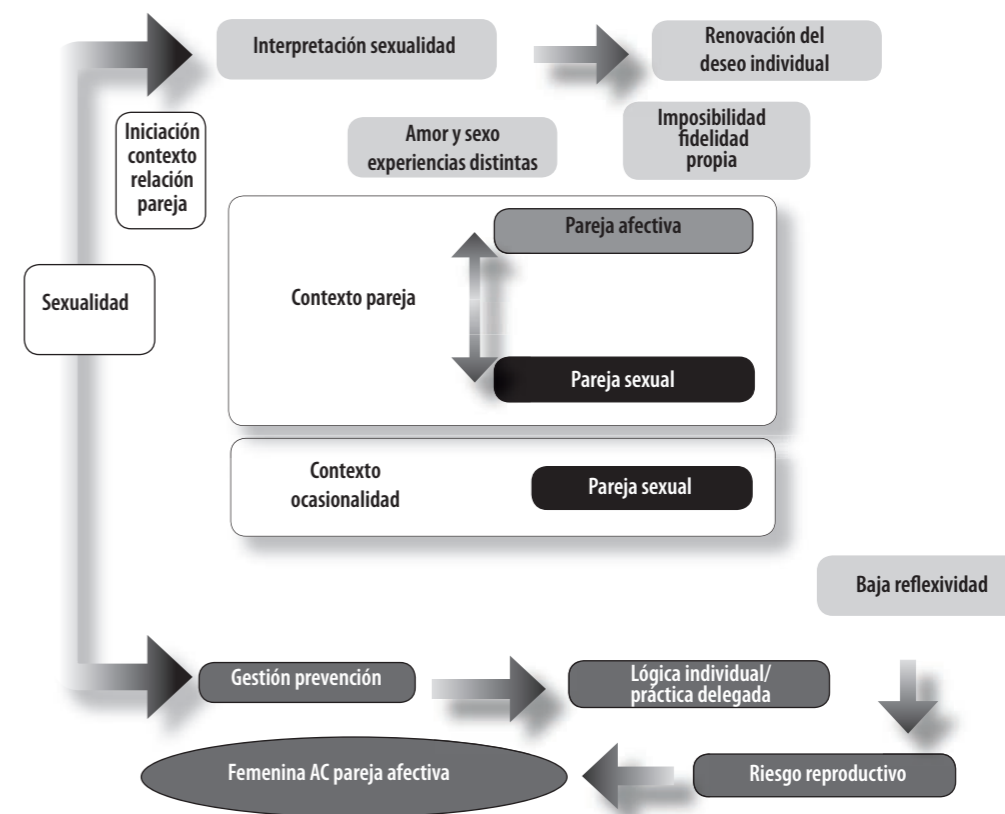 Interpretación sexualidad
Renovación del
deseo individual
Iniciación
contexto
relación
pareja
Amor y sexo
experiencias distintas
Imposibilidad
fidelidad
propia
Pareja afectiva
Contexto pareja
Sexualidad
Pareja sexual
Contexto
ocasionalidad
Pareja sexual
Baja reflexividad
Gestión prevención
Lógica individual/
práctica delegada
Femenina AC pareja afectiva
Riesgo reproductivo